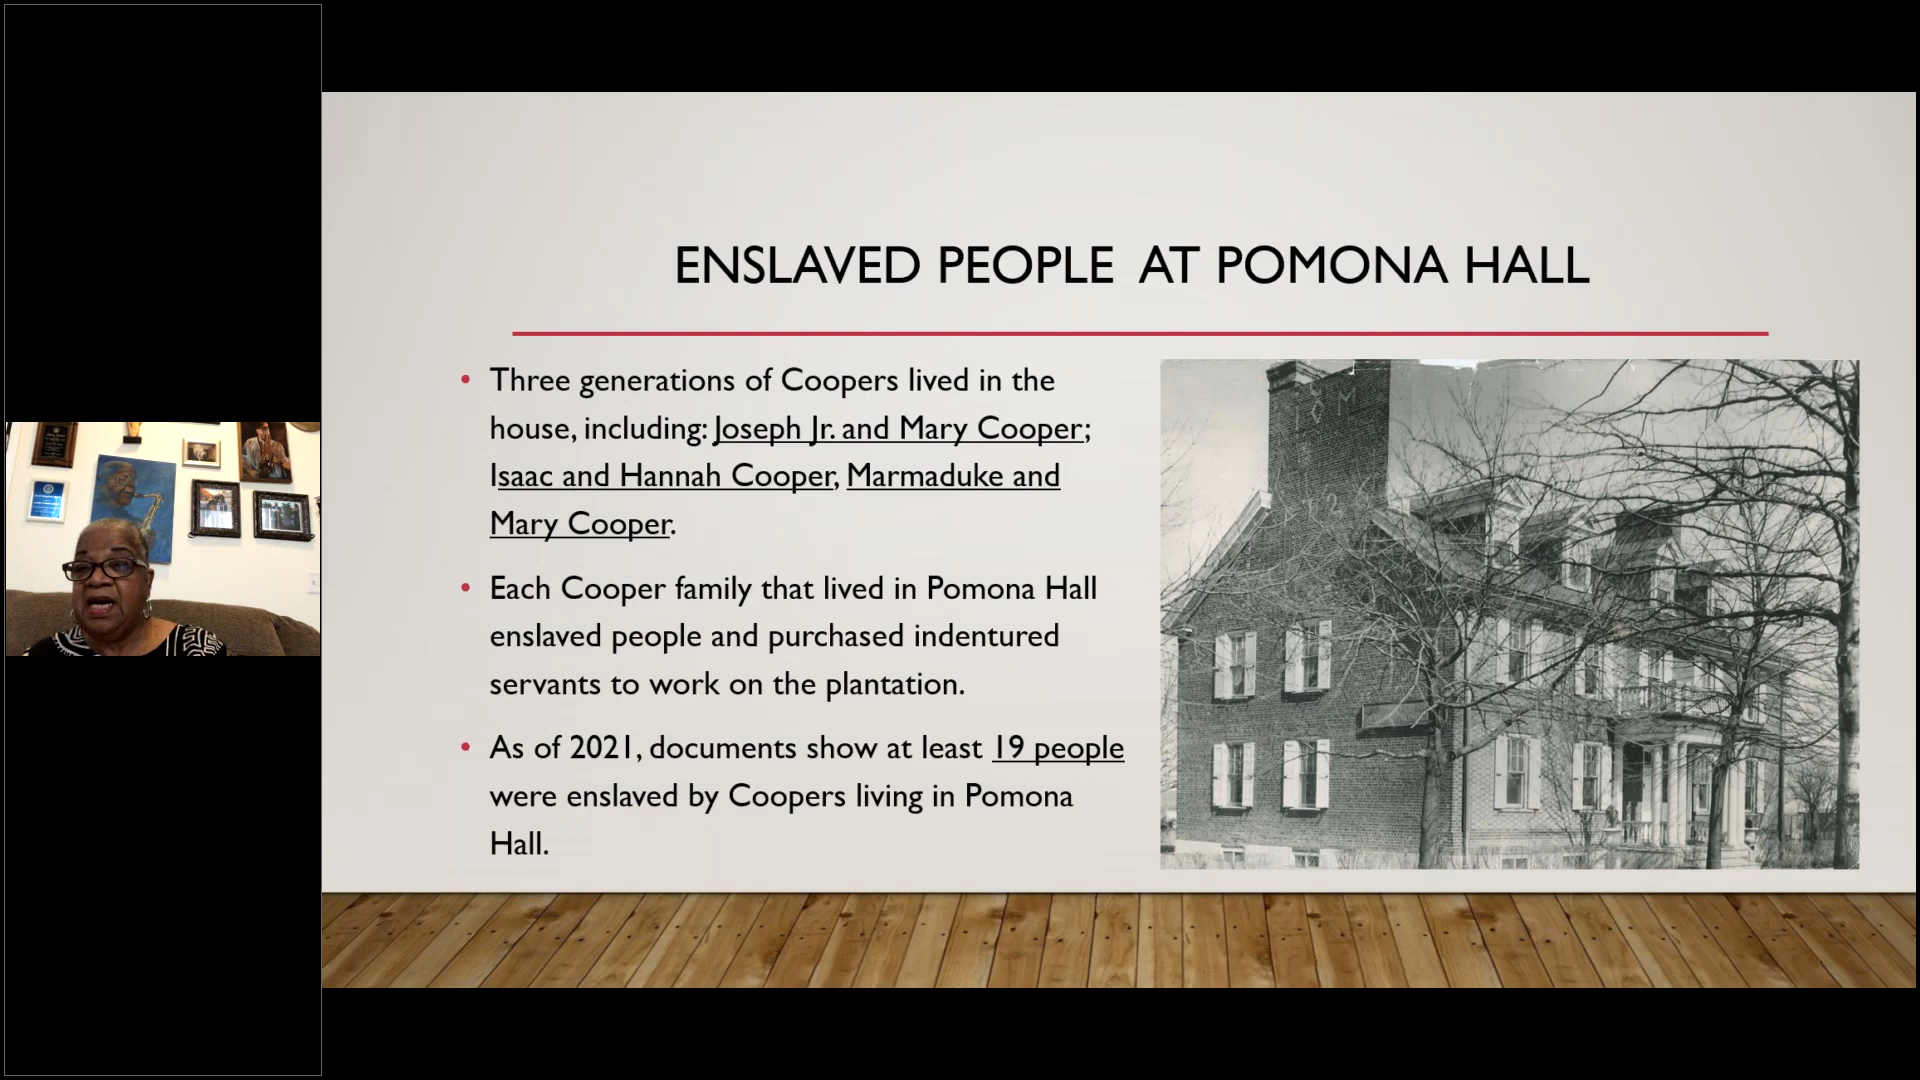 ENSLAVED PEOPLE AT POMONA HALL
• Three generations of Coopers lived in the
house, including: Joseph Jr. and Mary Cooper;
Isaac and Hannah Cooper, Marmaduke and
Mary Cooper.
• Each Cooper family that lived in Pomona Hall
enslaved people and purchased indentured
servants to work on the plantation.
• As of 2021, documents show at least 19 people
were enslaved by Coopers living in Pomona
Hall.